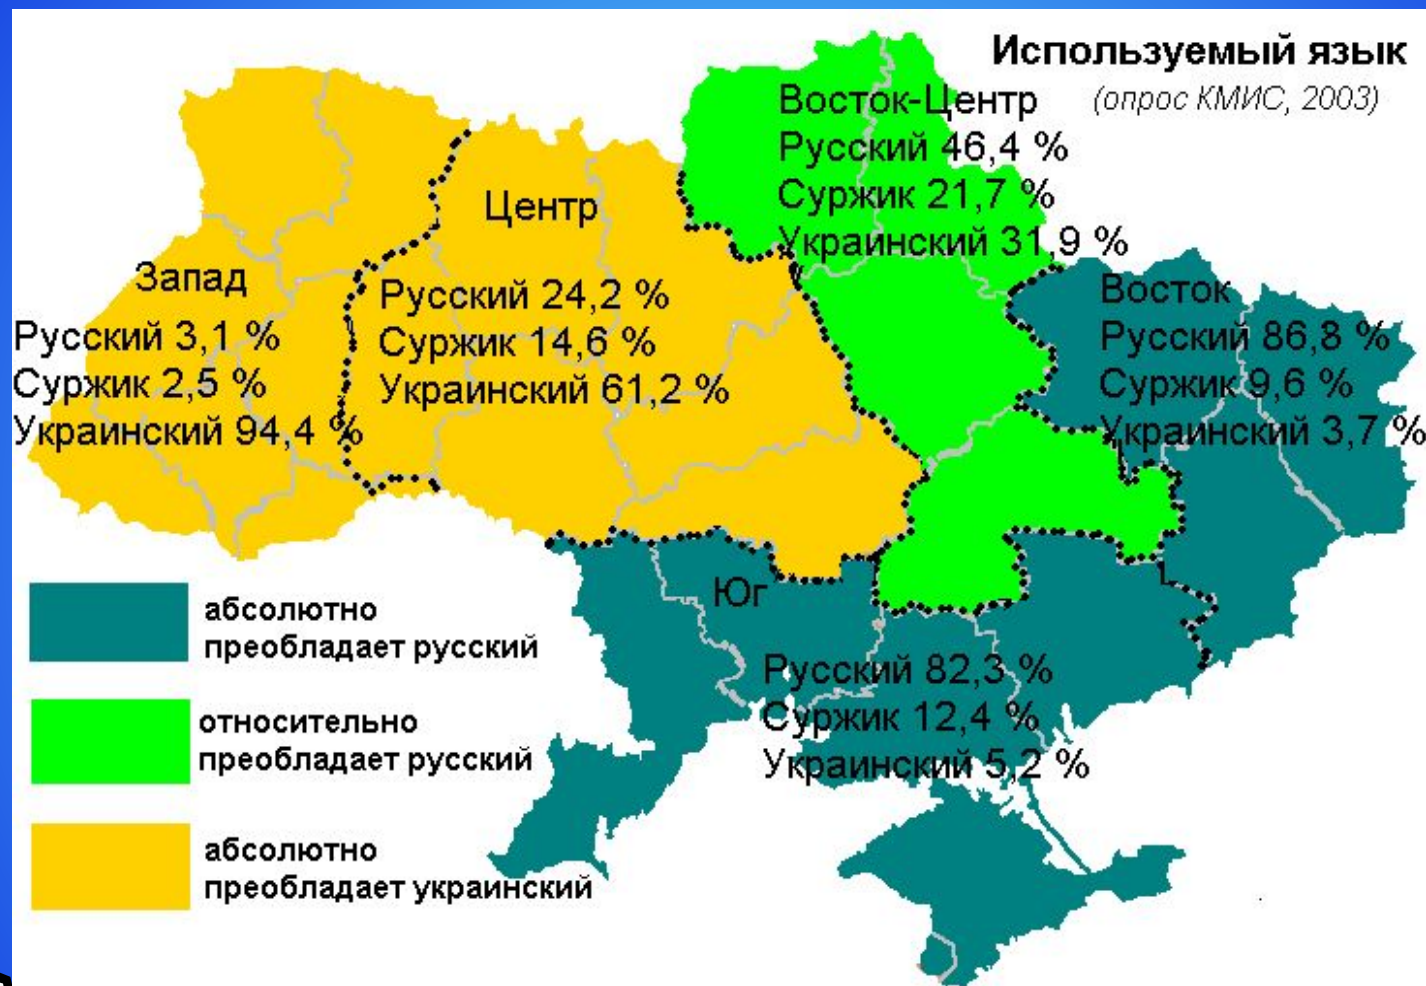 Используемый язык
(опрос КМИС, 2003)
Восток-Центр
Русский 46,4 %
Суржик 21,7 %
Украинский 31,9 %
Центр
Русский 24,2 %
Суржик 14,6 %
Украинский 61,2 %
Запад
Русский 3,1 %
Суржик 2,5 %
Украинский 94,4 %
Восток
Русский 86,8 %
Суржик 9,6 %
Украинский 3,7 %
Юг
Русский 82,3 %
Суржик 12,4 %
Украинский 5,2 %
абсолютно
преобладает русский
относительно
преобладает русский
абсолютно
преобладает украинский